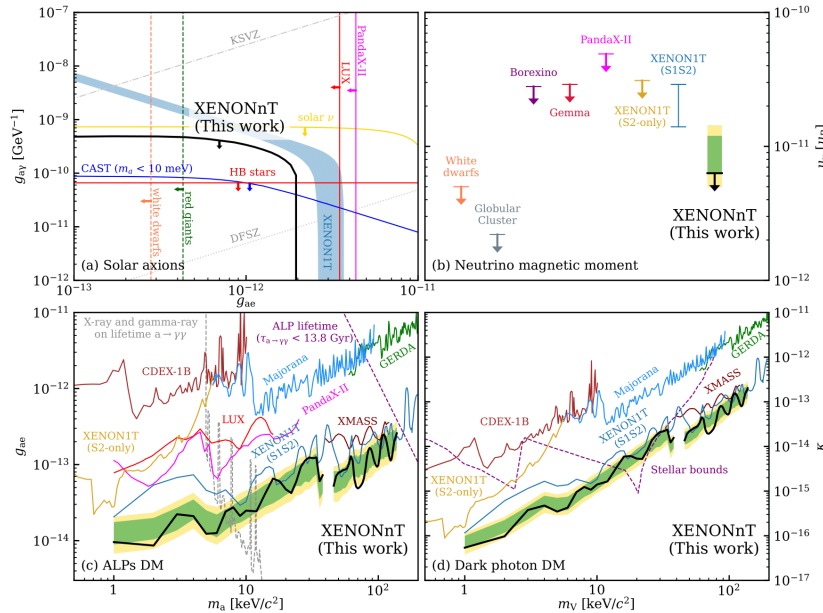 10⁻⁷
10⁻⁸
10⁻⁹
10⁻¹⁰
10⁻¹¹
10⁻¹²
g_aγ [GeV⁻¹]
KSVZ
LUX
PandaX-II
XENONnT
(This work)
solar ν
CAST (m_a < 10 meV)
HB stars
white dwarfs
red giants
DFSZ
XENON1T
(a) Solar axions
10⁻¹³
10⁻¹²
10⁻¹¹
g_ae
PandaX-II
Borexino
Gemma
XENON1T
(S1S2)
XENON1T
(S2-only)
White
dwarfs
Globular
Cluster
XENONnT
(This work)
(b) Neutrino magnetic moment
10⁻¹⁰
10⁻¹¹
10⁻¹²
10⁻¹¹
10⁻¹²
10⁻¹³
10⁻¹⁴
g_ae
X-ray and gamma-ray
on lifetime a→γγ
ALP lifetime
(τ_a→γγ < 13.8 Gyr)
CDEX-1B
Majorana
GERDA
PandaX-II
LUX
XMASS
XENON1T
(S2-only)
XENON1T
(S1S2)
XENONnT
(This work)
(c) ALPs DM
10⁰
10¹
10²
m_a [keV/c²]
Majorana
GERDA
XMASS
CDEX-1B
XENON1T
(S1S2)
XENON1T
(S2-only)
Stellar bounds
XENONnT
(This work)
(d) Dark photon DM
10⁰
10¹
10²
m_V [keV/c²]
10⁻¹¹
10⁻¹²
10⁻¹³
10⁻¹⁴
10⁻¹⁵
10⁻¹⁶
10⁻¹⁷
κ